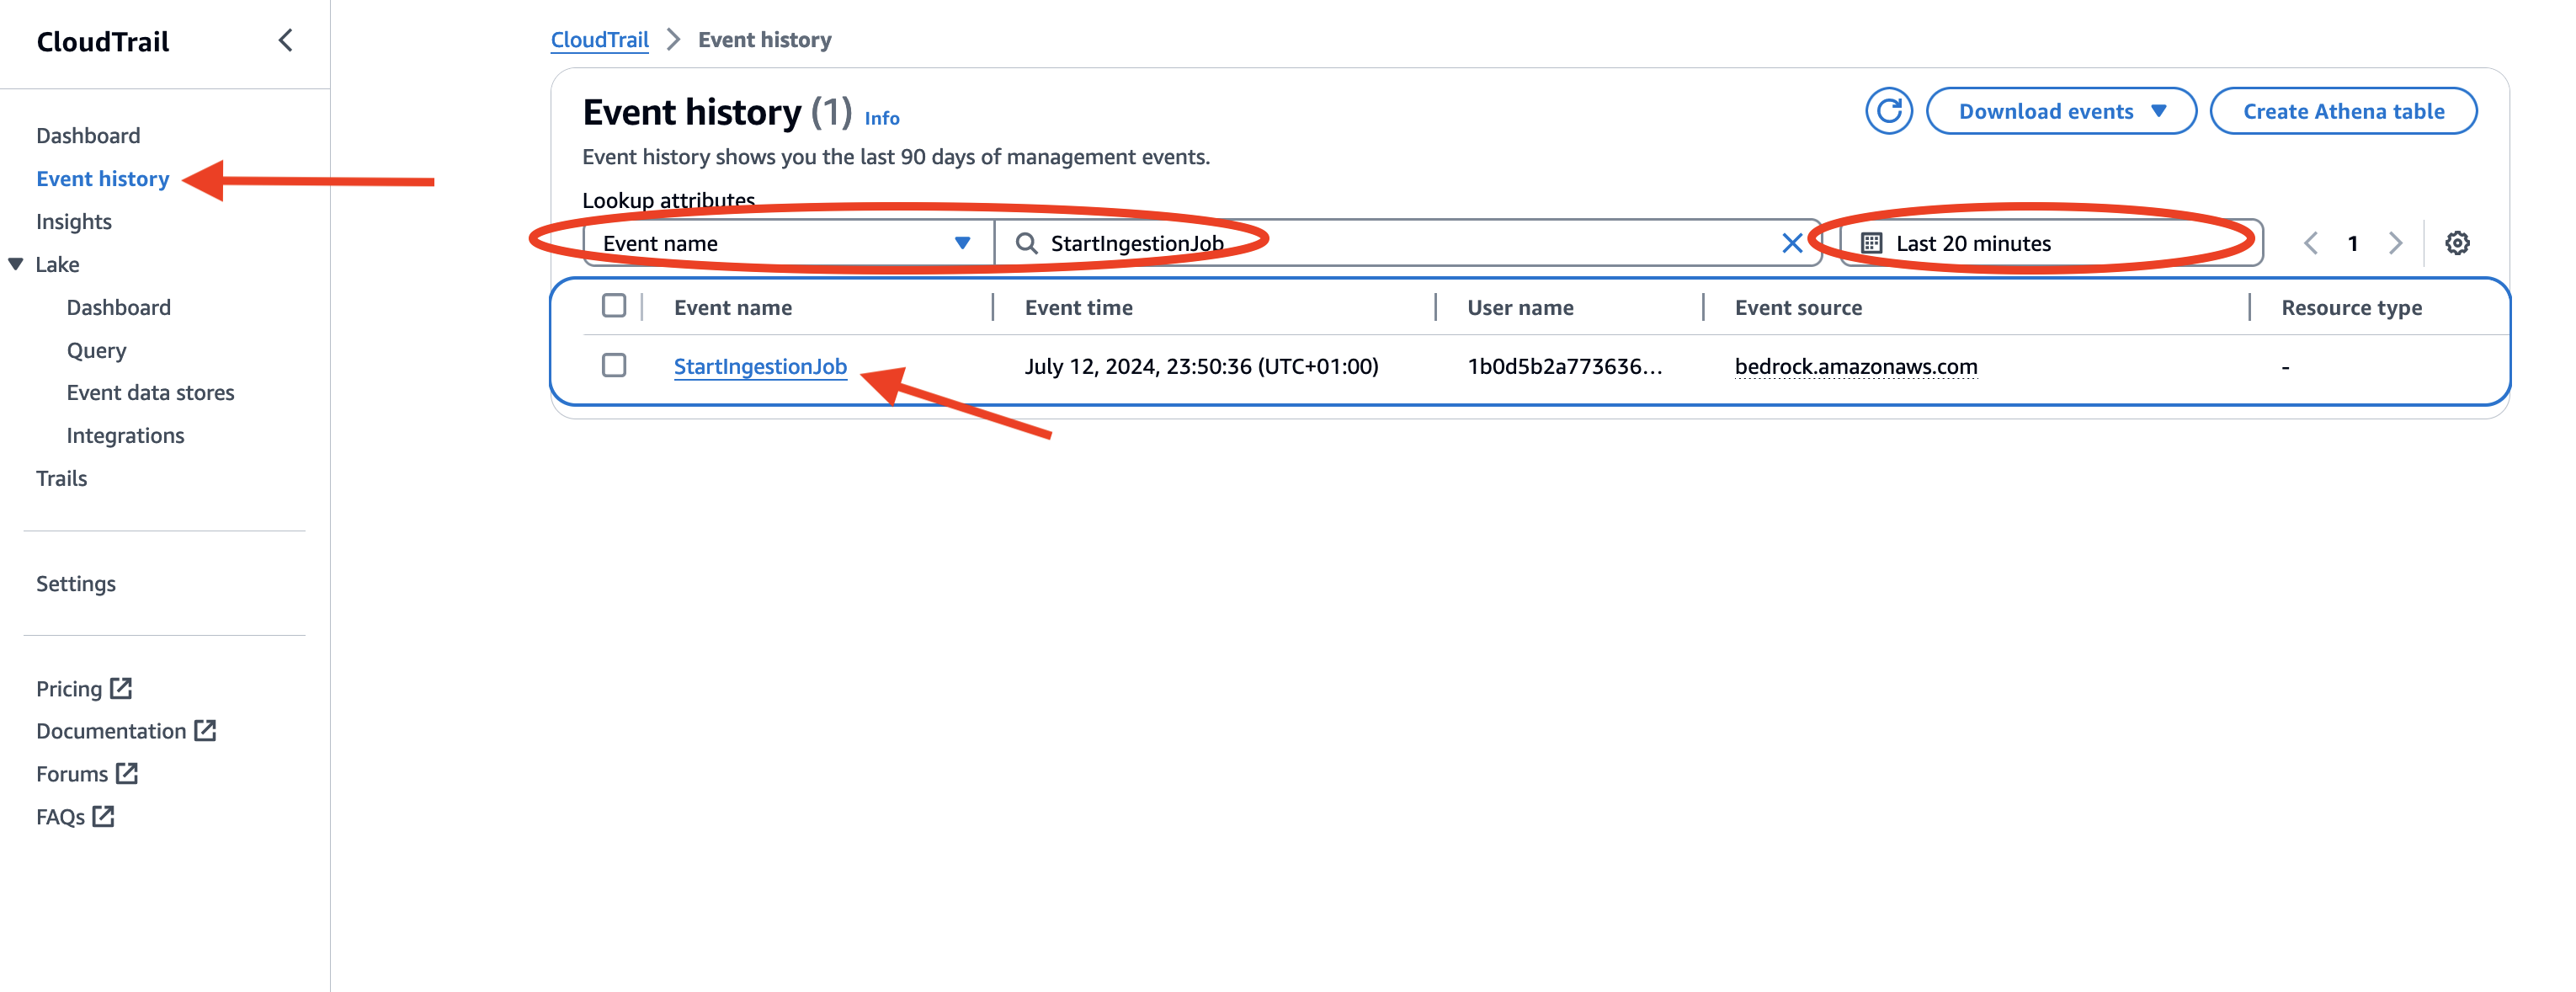 CloudTrail
Dashboard
Event history
Insights
Lake
Dashboard
Query
Event data stores
Integrations
Trails
Settings
Pricing
Documentation
Forums
FAQs
CloudTrail > Event history
Event history (1) Info
Download events
Create Athena table
Event history shows you the last 90 days of management events.
Lookup attributes
Event name StartIngestionJob Last 20 minutes 1
Event name Event time User name Event source Resource type
StartIngestionJob July 12, 2024, 23:50:36 (UTC+01:00) 1b0d5b2a773636... bedrock.amazonaws.com -